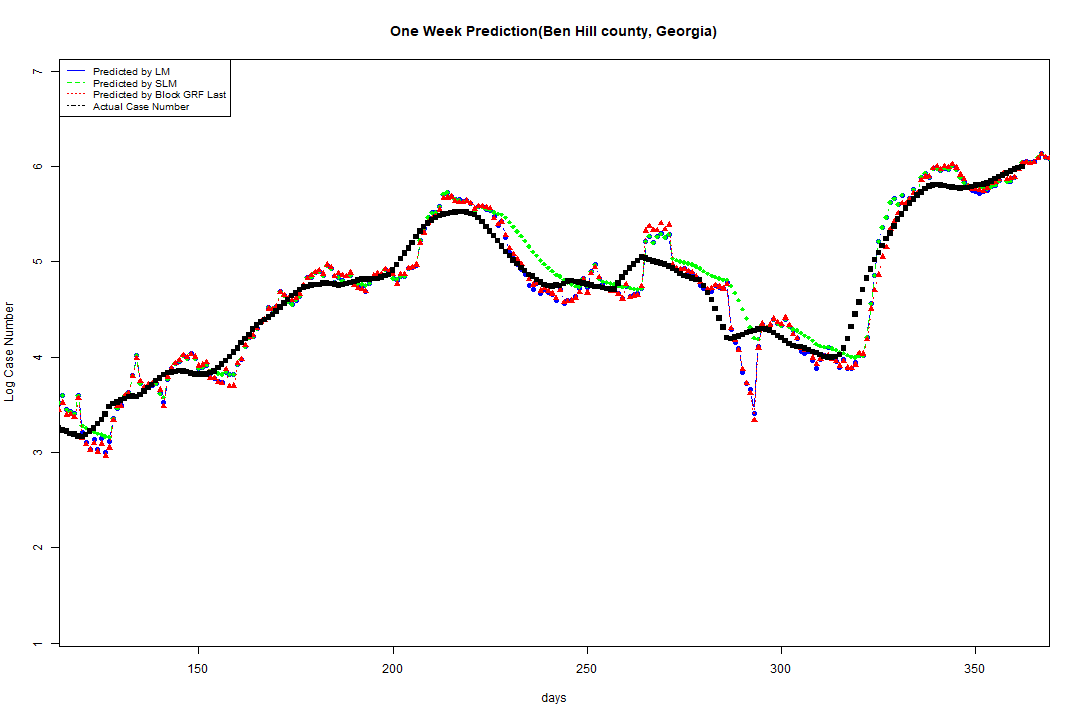 One Week Prediction(Ben Hill county, Georgia)
Predicted by LM
Predicted by SLM
Predicted by Block GRF Last
Actual Case Number
7
6
5
4
3
2
1
Log Case Number
150 200 250 300 350
days